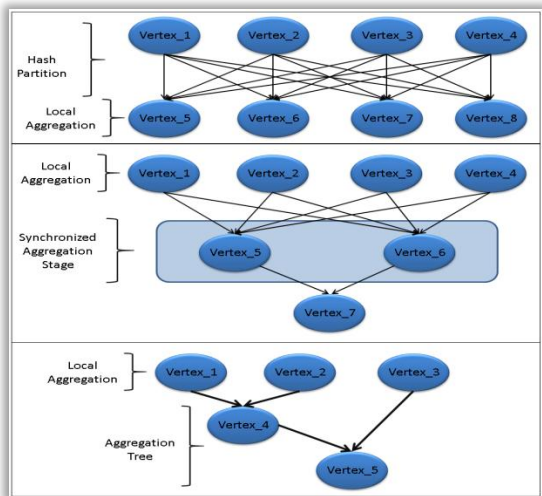 Vertex_1 Vertex_2 Vertex_3 Vertex_4
Hash
Partition
Local
Aggregation
Vertex_5 Vertex_6 Vertex_7 Vertex_8
Local
Aggregation
Vertex_1 Vertex_2 Vertex_3 Vertex_4
Synchronized
Aggregation
Stage
Vertex_5 Vertex_6
Vertex_7
Local
Aggregation
Vertex_1 Vertex_2 Vertex_3
Vertex_4
Aggregation
Tree
Vertex_5